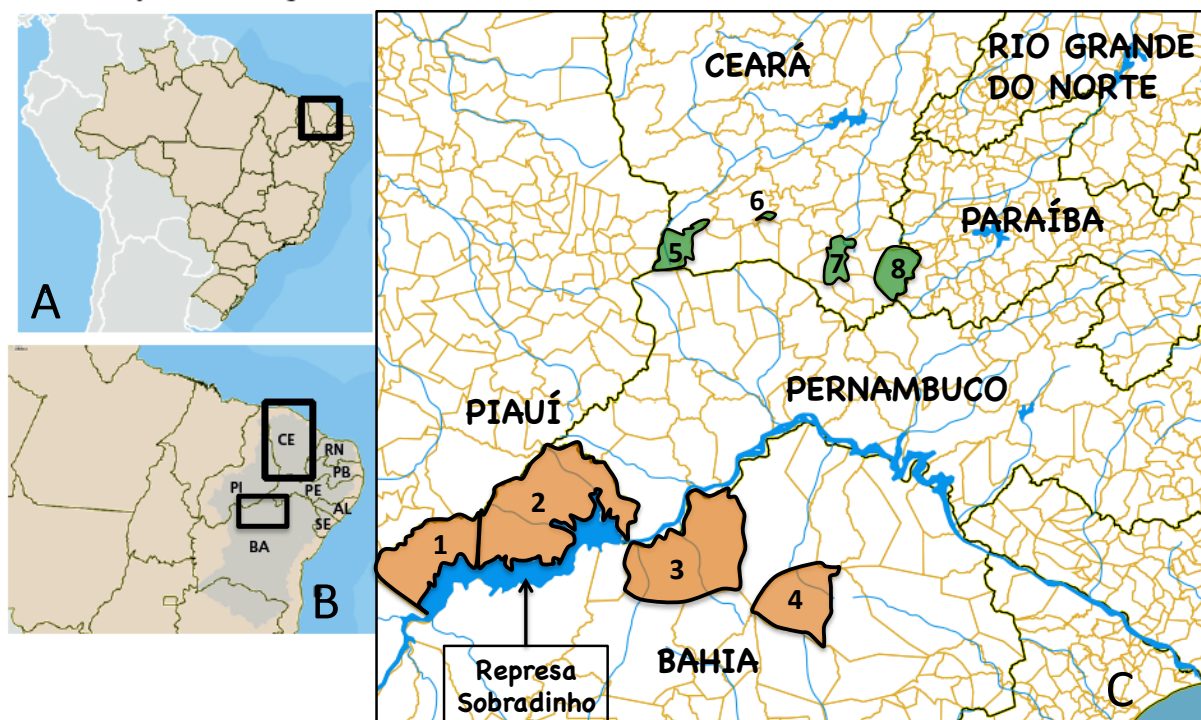 A
CE
RN
PB
PI
PE
AL
SE
BA
B
CEARÁ
RIO GRANDE
DO NORTE
6
PARAÍBA
5
7
8
PERNAMBUCO
PIAUÍ
2
1
3
4
BAHIA
Represa
Sobradinho
C